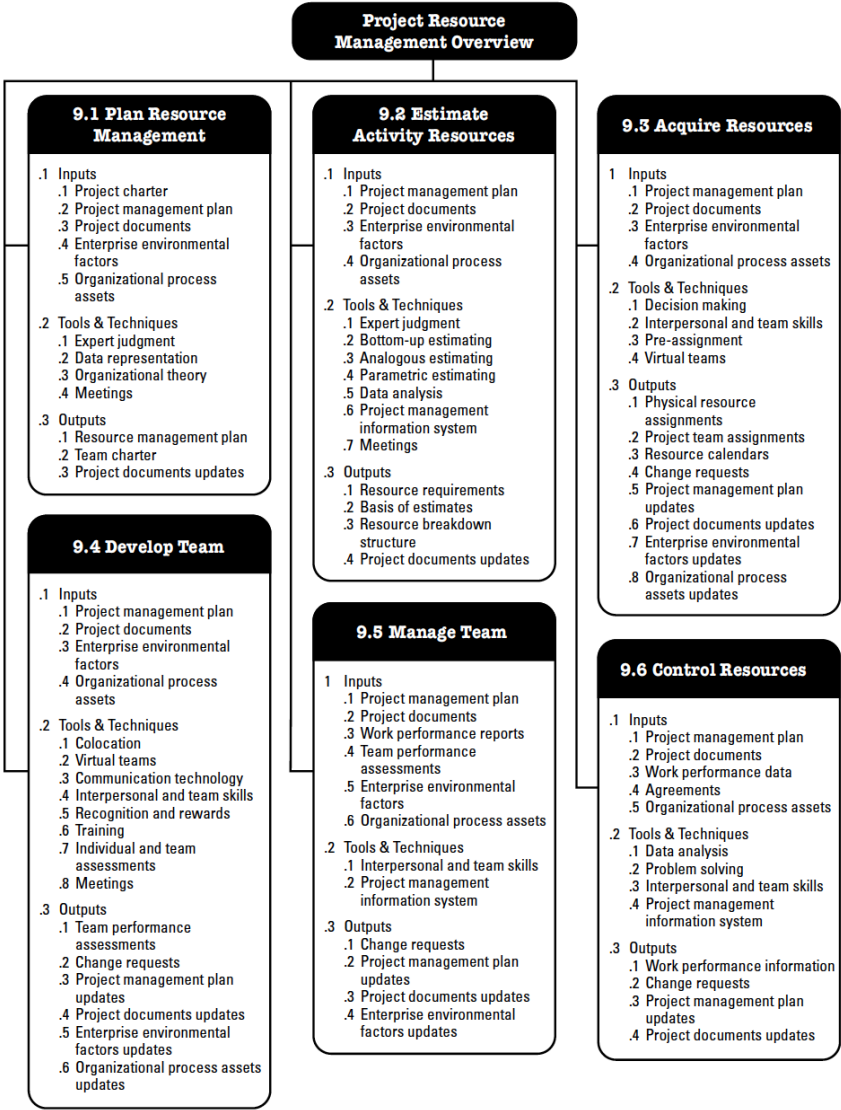 Project Resource
Management Overview
9.1 Plan Resource
Management
.1 Inputs
.1 Project charter
.2 Project management plan
.3 Project documents
.4 Enterprise environmental
factors
.5 Organizational process
assets
.2 Tools & Techniques
.1 Expert judgment
.2 Data representation
.3 Organizational theory
.4 Meetings
.3 Outputs
.1 Resource management plan
.2 Team charter
.3 Project documents updates
9.2 Estimate
Activity Resources
.1 Inputs
.1 Project management plan
.2 Project documents
.3 Enterprise environmental
factors
.4 Organizational process
assets
.2 Tools & Techniques
.1 Expert judgment
.2 Bottom-up estimating
.3 Analogous estimating
.4 Parametric estimating
.5 Data analysis
.6 Project management
information system
.7 Meetings
.3 Outputs
.1 Resource requirements
.2 Basis of estimates
.3 Resource breakdown
structure
.4 Project documents updates
9.3 Acquire Resources
1 Inputs
.1 Project management plan
.2 Project documents
.3 Enterprise environmental
factors
.4 Organizational process assets
.2 Tools & Techniques
.1 Decision making
.2 Interpersonal and team skills
.3 Pre-assignment
.4 Virtual teams
.3 Outputs
.1 Physical resource
assignments
.2 Project team assignments
.3 Resource calendars
.4 Change requests
.5 Project management plan
updates
.6 Project documents updates
.7 Enterprise environmental
factors updates
.8 Organizational process
assets updates
9.4 Develop Team
.1 Inputs
.1 Project management plan
.2 Project documents
.3 Enterprise environmental
factors
.4 Organizational process
assets
.2 Tools & Techniques
.1 Colocation
.2 Virtual teams
.3 Communication technology
.4 Interpersonal and team skills
.5 Recognition and rewards
.6 Training
.7 Individual and team
assessments
.8 Meetings
.3 Outputs
.1 Team performance
assessments
.2 Change requests
.3 Project management plan
updates
.4 Project documents updates
.5 Enterprise environmental
factors updates
.6 Organizational process assets
updates
9.5 Manage Team
1 Inputs
.1 Project management plan
.2 Project documents
.3 Work performance reports
.4 Team performance
assessments
.5 Enterprise environmental
factors
.6 Organizational process assets
.2 Tools & Techniques
.1 Interpersonal and team skills
.2 Project management
information system
.3 Outputs
.1 Change requests
.2 Project management plan
updates
.3 Project documents updates
.4 Enterprise environmental
factors updates
9.6 Control Resources
.1 Inputs
.1 Project management plan
.2 Project documents
.3 Work performance data
.4 Agreements
.5 Organizational process assets
.2 Tools & Techniques
.1 Data analysis
.2 Problem solving
.3 Interpersonal and team skills
.4 Project management
information system
.3 Outputs
.1 Work performance information
.2 Change requests
.3 Project management plan
updates
.4 Project documents updates